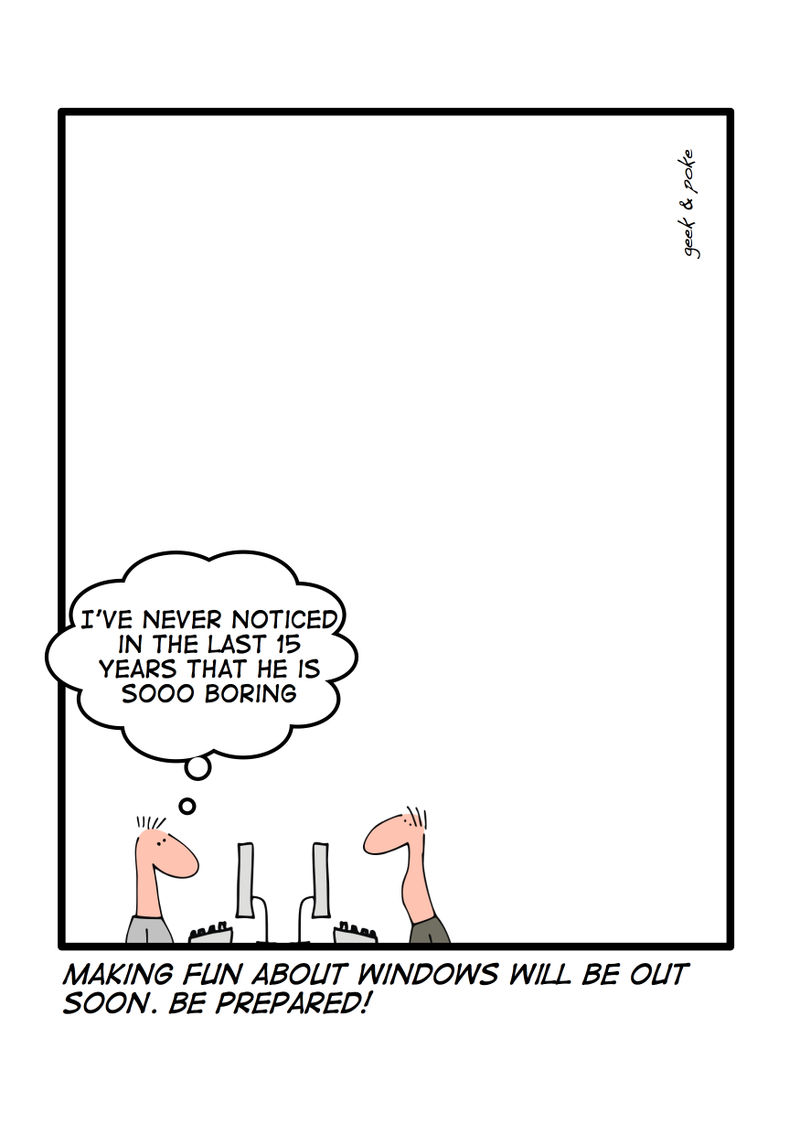 geek & poke
I'VE NEVER NOTICED
IN THE LAST 15
YEARS THAT HE IS
SOOO BORING
MAKING FUN ABOUT WINDOWS WILL BE OUT
SOON. BE PREPARED!